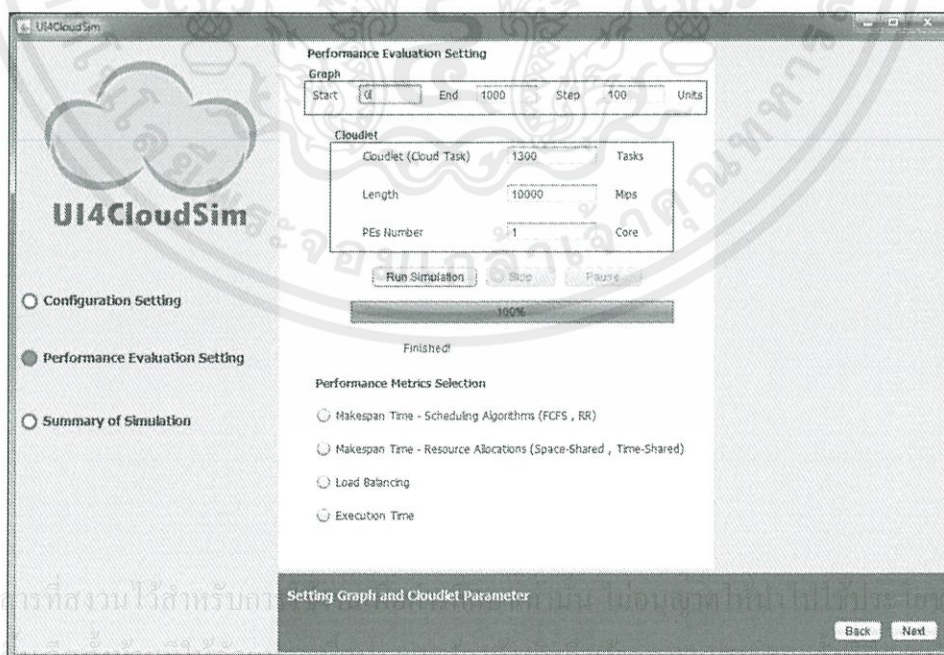 UI4CloudSim
UI4CloudSim
Configuration Setting
Performance Evaluation Setting
Summary of Simulation
Performance Evaluation Setting
Graph
Start 0 End 1000 Step 100 Units
Cloudlet
Cloudlet (Cloud Task) 1300 Tasks
Length 10000 Mips
PEs Number 1 Core
Run Simulation Stop Pause
100%
Finished!
Performance Metrics Selection
Makespan Time - Scheduling Algorithms (FCFS , RR)
Makespan Time - Resource Allocations (Space-Shared , Time-Shared)
Load Balancing
Execution Time
Setting Graph and Cloudlet Parameter
Back Next